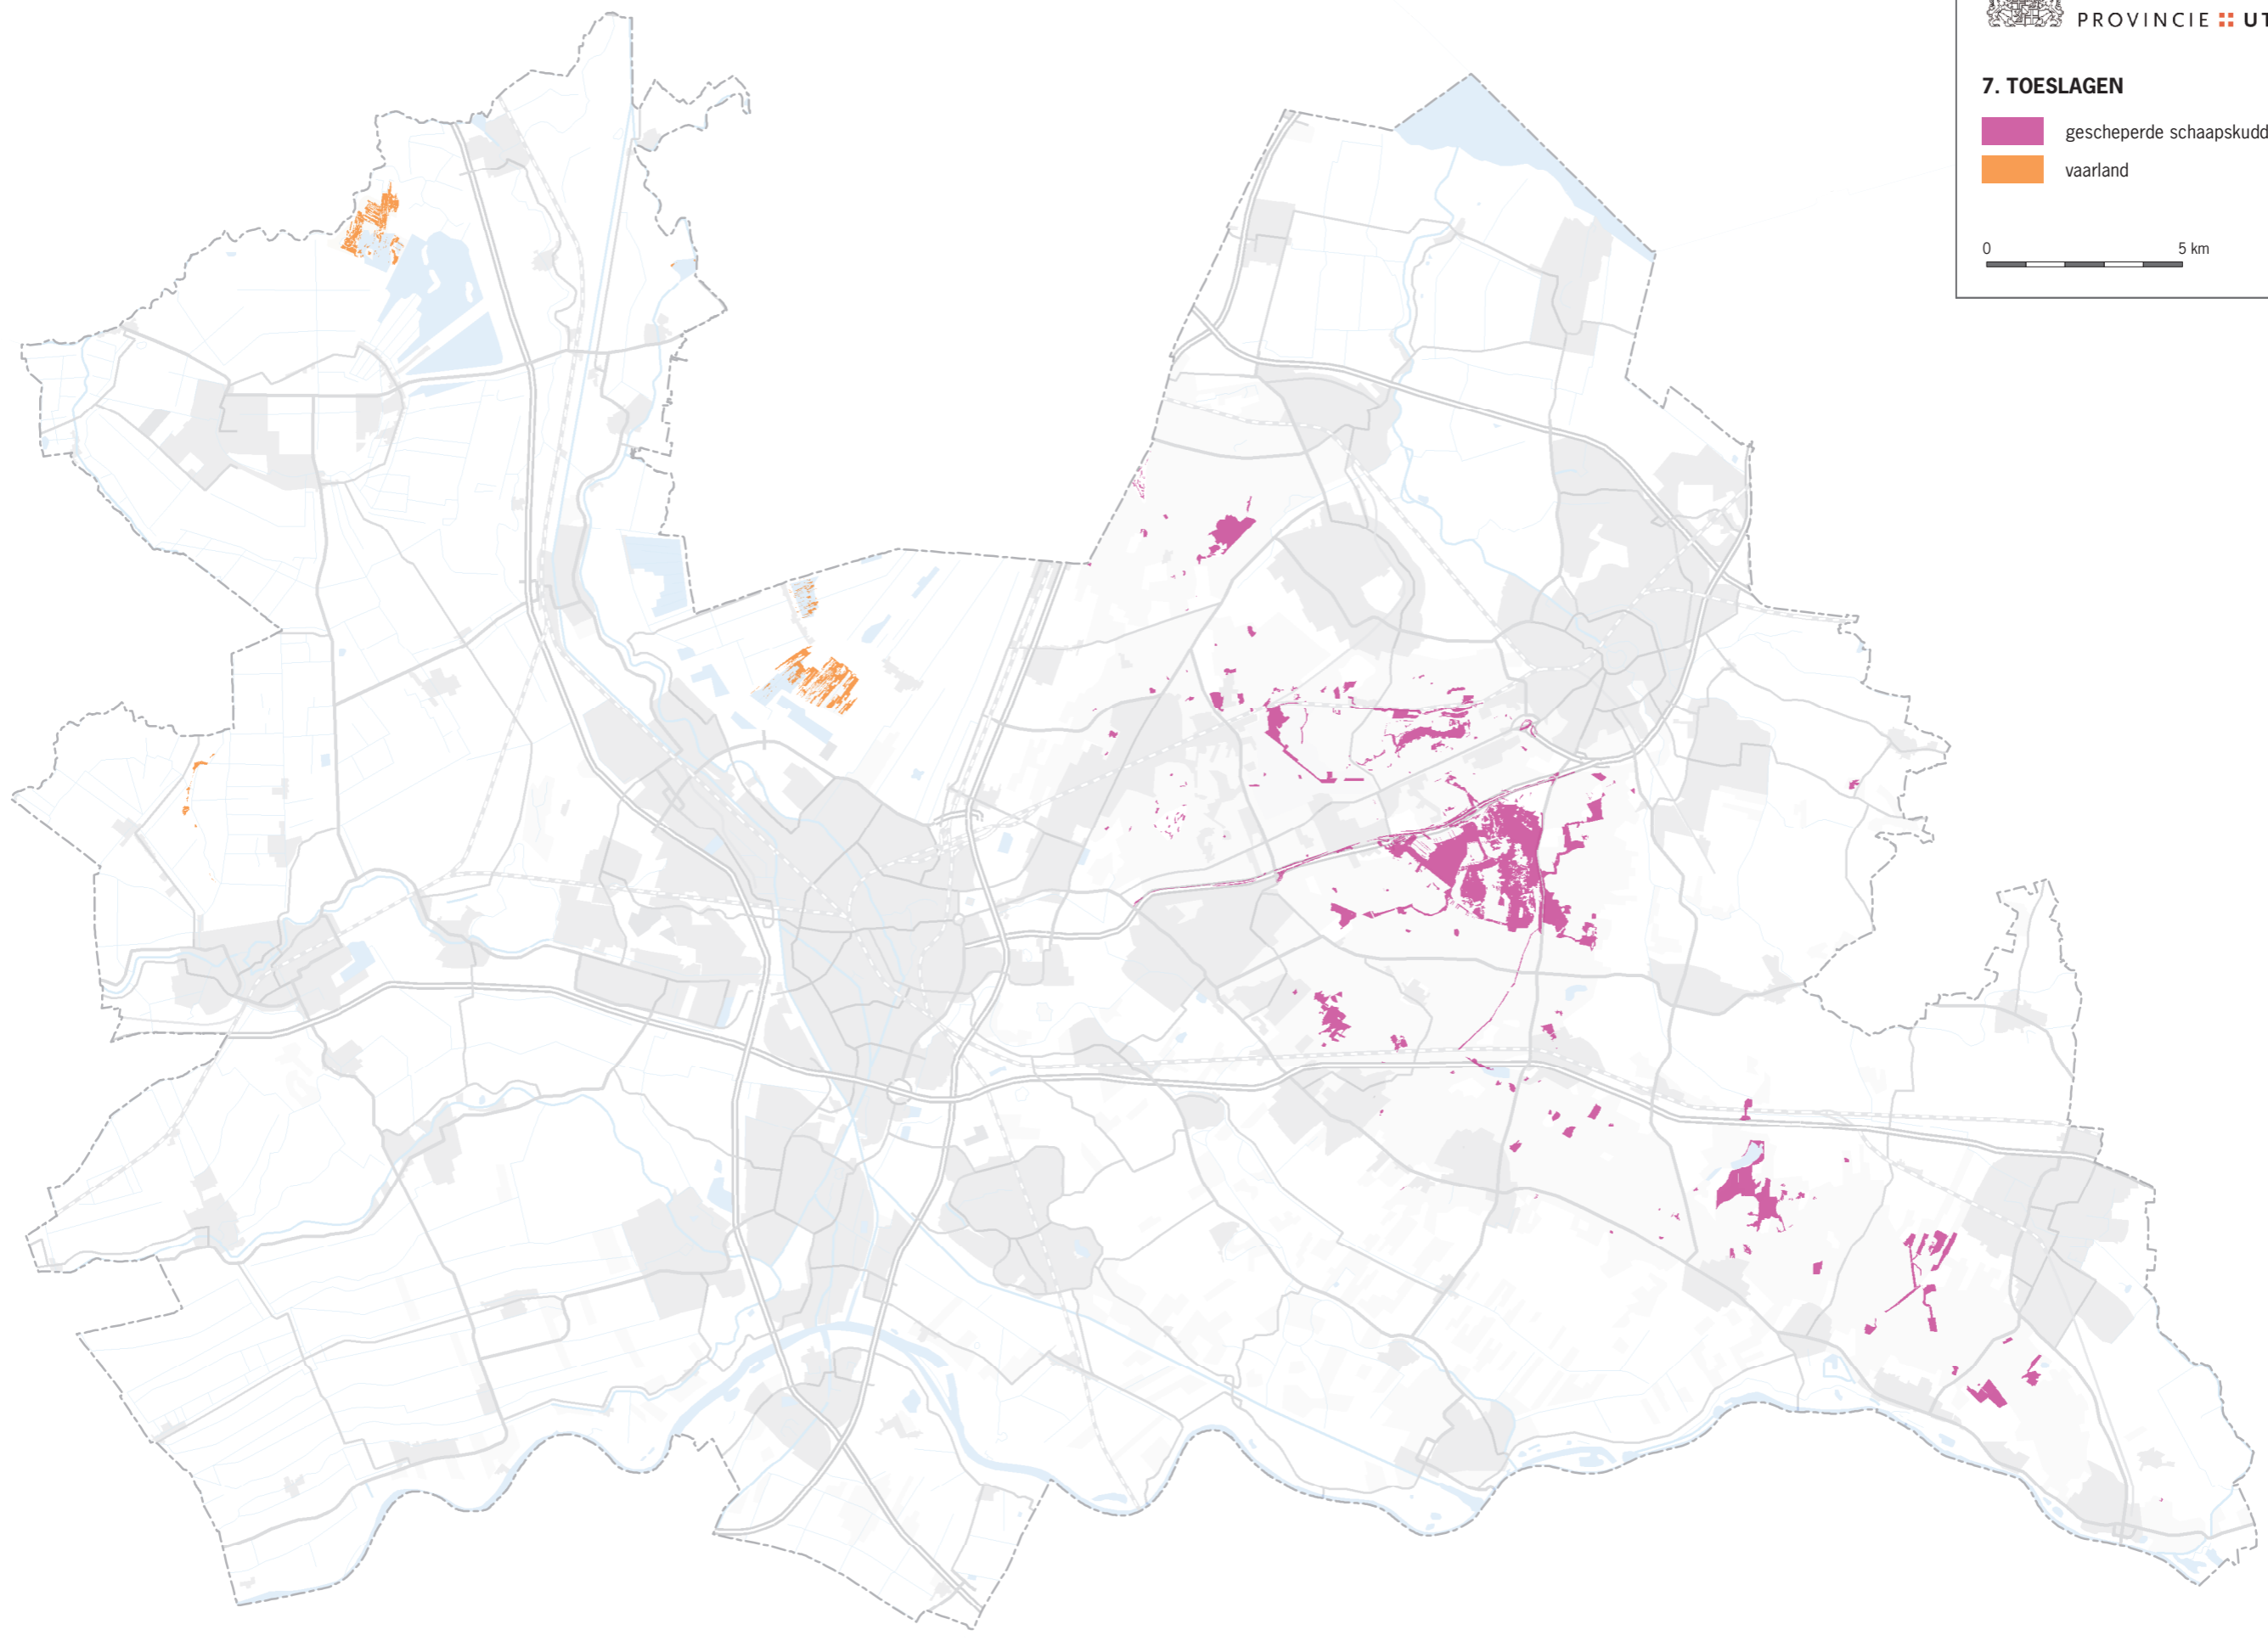 PROVINCIE UT
7. TOESLAGEN
gescheperde schaapskudd
vaarland
0 5 km